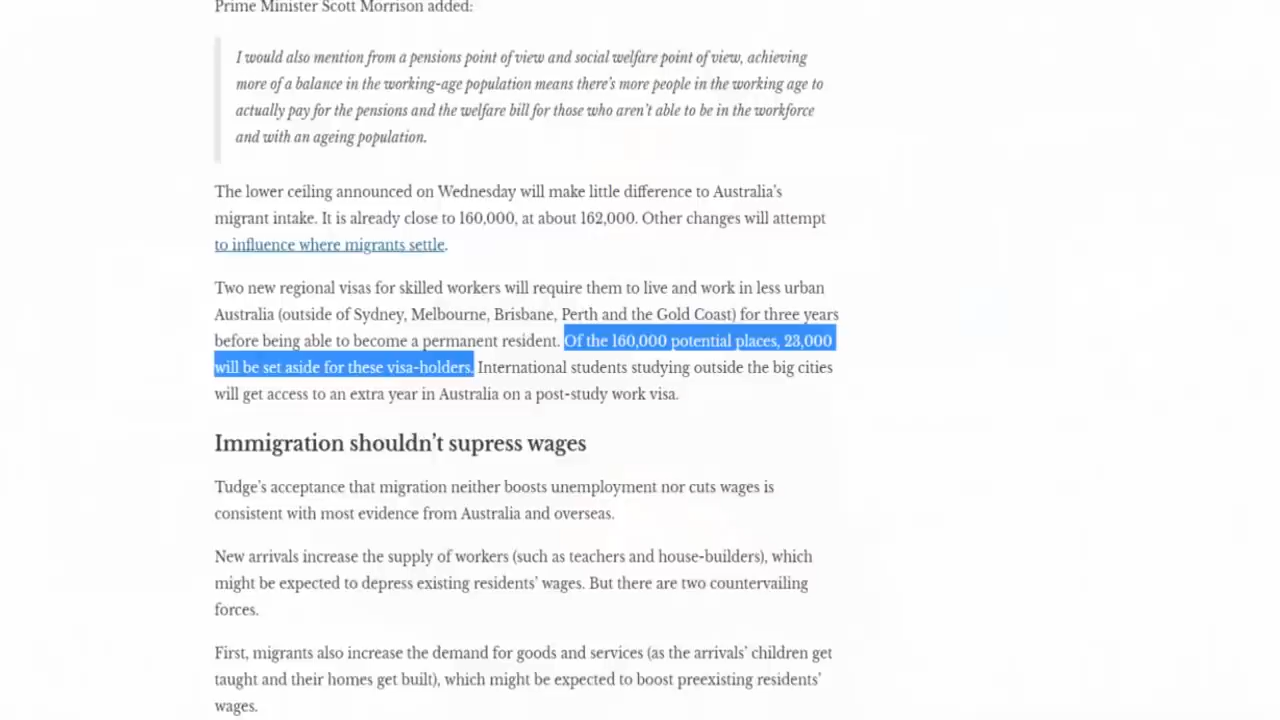 Prime Minister Scott Morrison added:
I would also mention from a pensions point of view and social welfare point of view, achieving
more of a balance in the working-age population means there's more people in the working age to
actually pay for the pensions and the welfare bill for those who aren't able to be in the workforce
and with an ageing population.
The lower ceiling announced on Wednesday will make little difference to Australia's
migrant intake. It is already close to 160,000, at about 162,000. Other changes will attempt
to influence where migrants settle.
Two new regional visas for skilled workers will require them to live and work in less urban
Australia (outside of Sydney, Melbourne, Brisbane, Perth and the Gold Coast) for three years
before being able to become a permanent resident. Of the 160,000 potential places, 23,000
will be set aside for these visa-holders. International students studying outside the big cities
will get access to an extra year in Australia on a post-study work visa.
Immigration shouldn't supress wages
Tudge's acceptance that migration neither boosts unemployment nor cuts wages is
consistent with most evidence from Australia and overseas.
New arrivals increase the supply of workers (such as teachers and house-builders), which
might be expected to depress existing residents' wages. But there are two countervailing
forces.
First, migrants also increase the demand for goods and services (as the arrivals' children get
taught and their homes get built), which might be expected to boost preexisting residents'
wages.